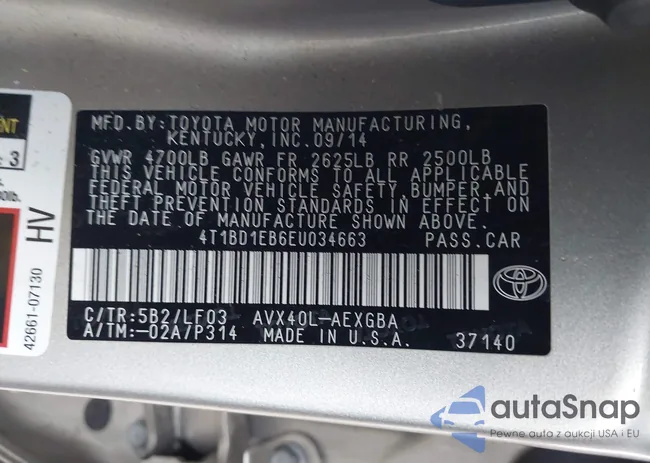 MFD.BY:TOYOTA MOTOR MANUFACTURING,
KENTUCKY,INC.09/14
GVWR 4700LB GAWR FR 2625LB RR 2500LB
THIS VEHICLE CONFORMS TO ALL APPLICABLE
FEDERAL MOTOR VEHICLE SAFETY, BUMPER,AND
THEFT PREVENTION STANDARDS IN EFFECT ON
THE DATE OF MANUFACTURE SHOWN ABOVE.
4T1BD1EB6EU034663 PASS.CAR
C/TR:5B2/LF03 AVX40L-AEXGBA
A/TM:-02A/P314 MADE IN U.S.A. 37140
HV
42661-07130
3
autaSnap
Pewne auta z aukcji USA i EU